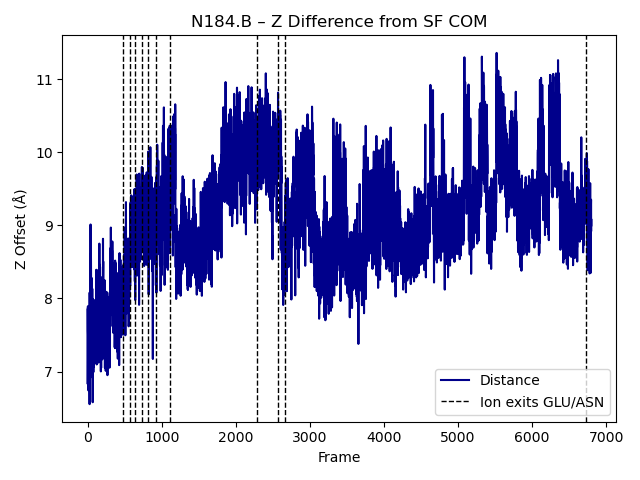 N184.B – Z Difference from SF COM
Z Offset (Å)
11
10
9
8
7
0
1000
2000
3000
4000
5000
6000
7000
Frame
Distance
Ion exits GLU/ASN